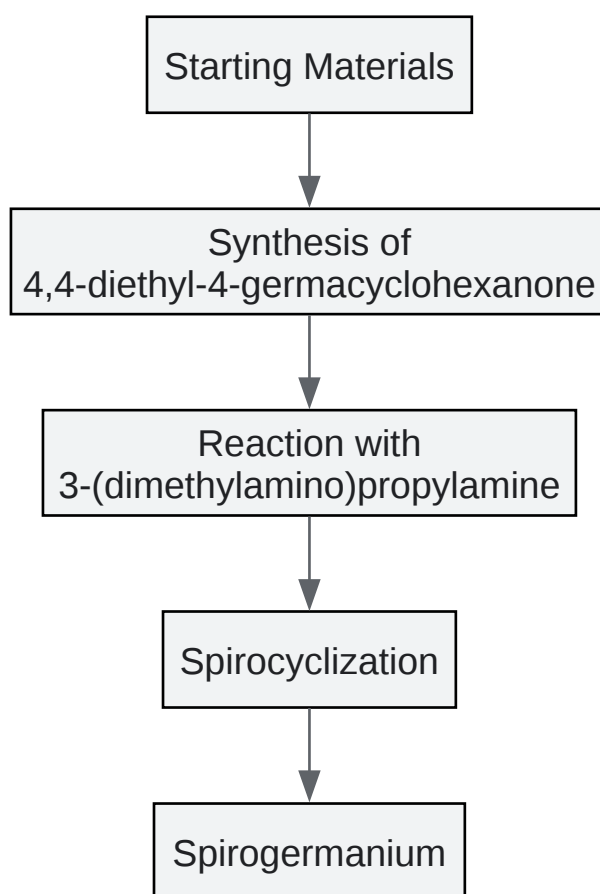 Starting Materials
Synthesis of
4,4-diethyl-4-germacyclohexanone
Reaction with
3-(dimethylamino)propylamine
Spirocyclization
Spirogermanium